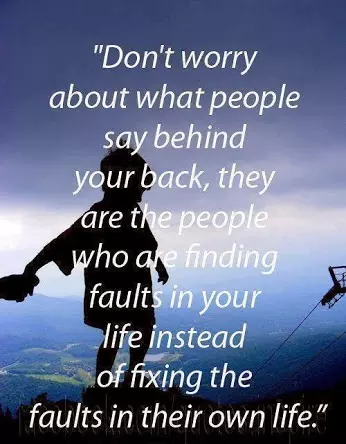 "Don't worry
about what people
say behind
your back, they
are the people
who are finding
faults in your
life instead
of fixing the
faults in their own life.”